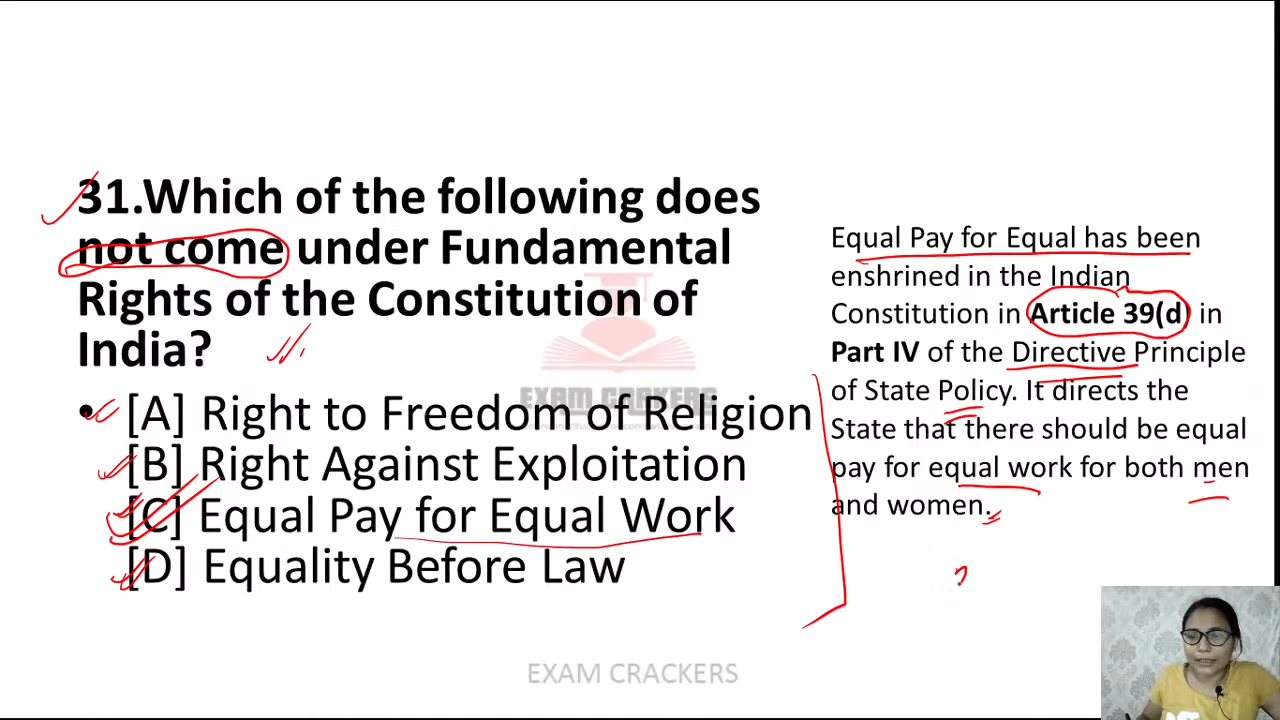 31.Which of the following does
not come under Fundamental
Rights of the Constitution of
India?
• [A] Right to Freedom of Religion
[B] Right Against Exploitation
[C] Equal Pay for Equal Work
[D] Equality Before Law
Equal Pay for Equal has been
enshrined in the Indian
Constitution in Article 39(d) in
Part IV of the Directive Principle
of State Policy. It directs the
State that there should be equal
pay for equal work for both men
and women.
EXAM CRACKERS
EXAM CRACKERS